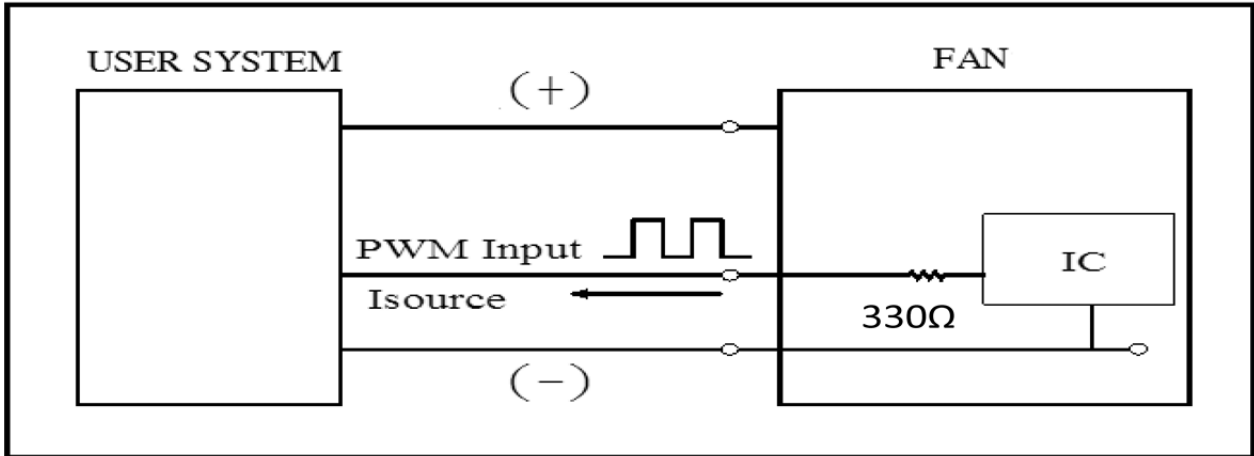 USER SYSTEM
FAN
(+)
PWM Input
IC
Isource
330Ω
(−)